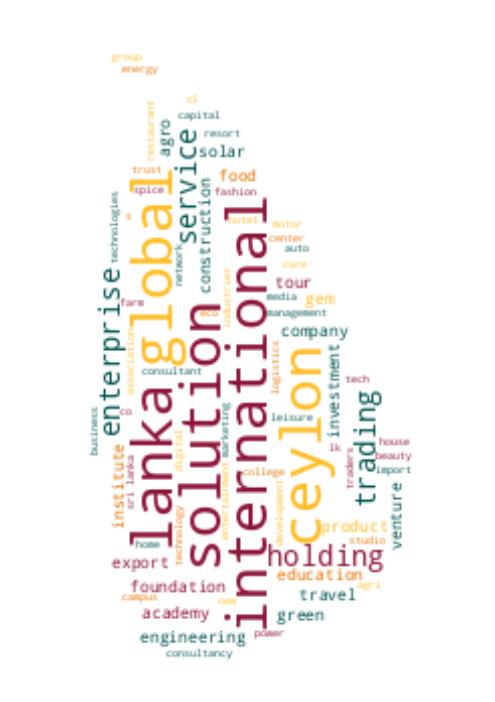 group
energy
sl
capital
restaurant
agro
resort
service
solar
trust
food
spice
global
fashion
technologies
e
network
construction
hotel
motor
center
auto
care
international
enterprise
farm
industries
tour
media
gem
eco
management
solution
company
association
consultant
lanka
ceylon
logistics
investment
tech
business
co
marketing
leisure
trading
digital
house
lk
beauty
traders
import
institute
sri lanka
entertainment
college
development
venture
technology
product
home
studio
export
holding
education
foundation
agri
campus
new
travel
academy
green
engineering
power
consultancy